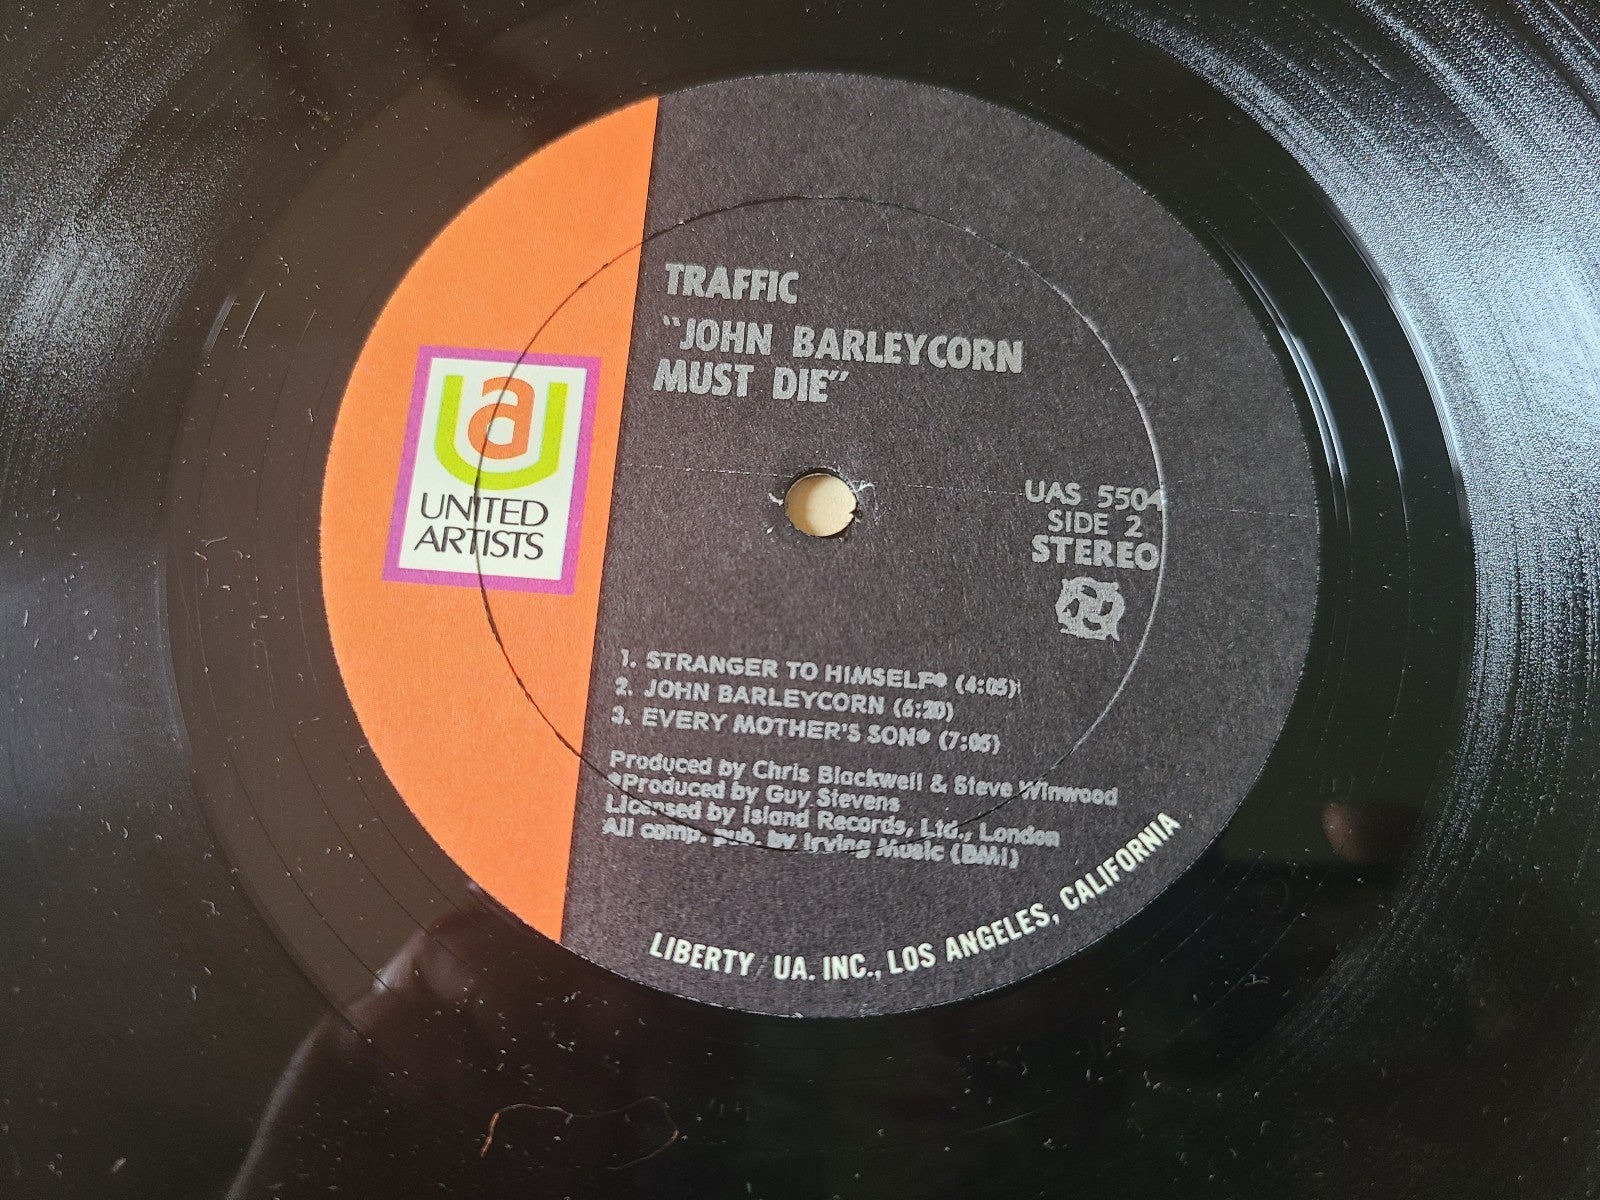 TRAFFIC
"JOHN BARLEYCORN
MUST DIE"
a
UNITED
ARTISTS
UAS 5504
SIDE 2
STEREO
1. STRANGER TO HIMSELF* (4:05)
2. JOHN BARLEYCORN (6:20)
3. EVERY MOTHER'S SON* (7:05)
Produced by Chris Blackwell & Steve Winwood
*Produced by Guy Stevens
Licensed by Island Records, Ltd., London
All comp. pub. by Irving Music (BMI)
LIBERTY/UA. INC., LOS ANGELES, CALIFORNIA